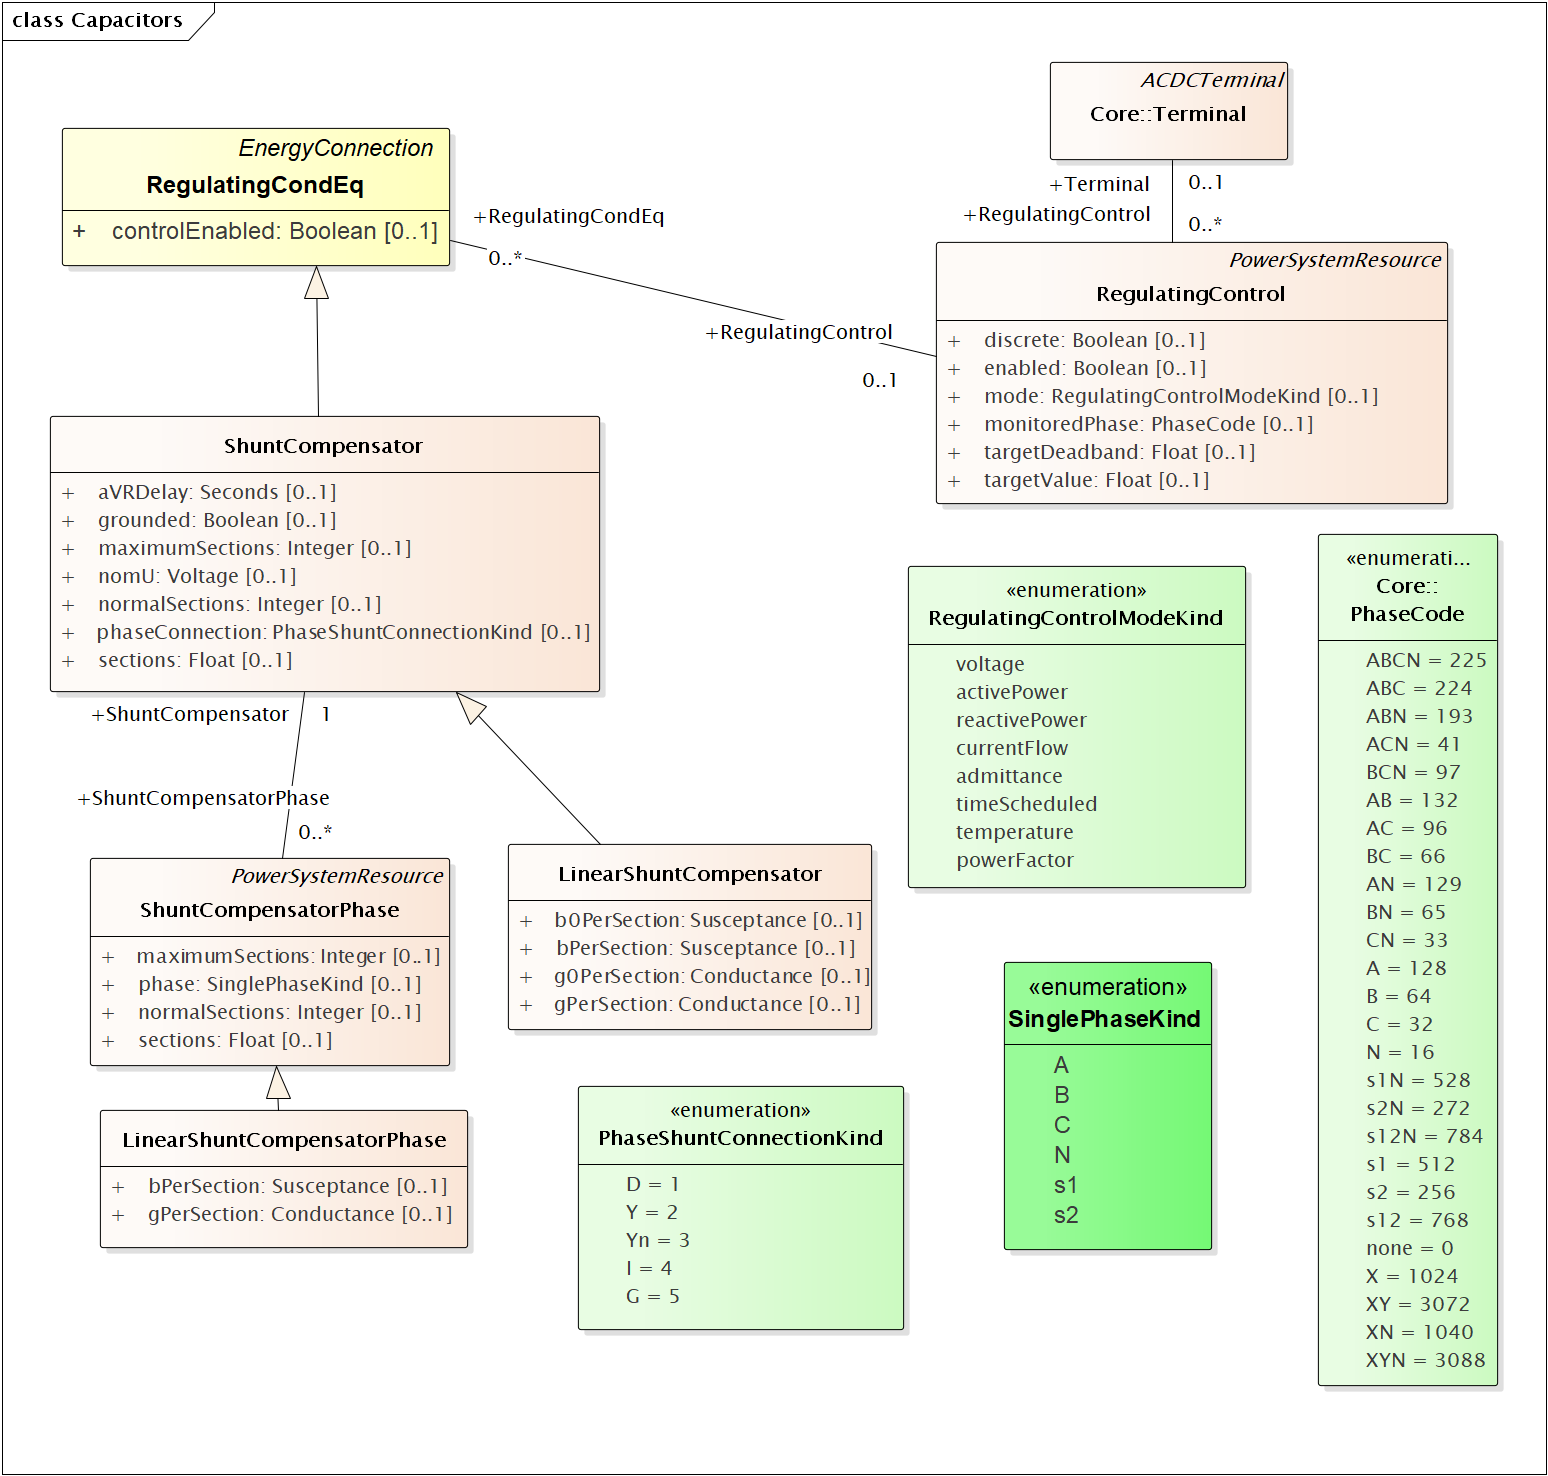 class Capacitors
ACDCTerminal
Core::Terminal
EnergyConnection
RegulatingCondEq
+ controlEnabled: Boolean [0..1]
+RegulatingCondEq
0..*
+Terminal 0..1
+RegulatingControl
0..*
+RegulatingControl
0..1
PowerSystemResource
RegulatingControl
+ discrete: Boolean [0..1]
+ enabled: Boolean [0..1]
+ mode: RegulatingControlModeKind [0..1]
+ monitoredPhase: PhaseCode [0..1]
+ targetDeadband: Float [0..1]
+ targetValue: Float [0..1]
ShuntCompensator
+ aVRDelay: Seconds [0..1]
+ grounded: Boolean [0..1]
+ maximumSections: Integer [0..1]
+ nomU: Voltage [0..1]
+ normalSections: Integer [0..1]
+ phaseConnection: PhaseShuntConnectionKind [0..1]
+ sections: Float [0..1]
+ShuntCompensator 1
+ShuntCompensatorPhase
0..*
PowerSystemResource
ShuntCompensatorPhase
+ maximumSections: Integer [0..1]
+ phase: SinglePhaseKind [0..1]
+ normalSections: Integer [0..1]
+ sections: Float [0..1]
LinearShuntCompensatorPhase
+ bPerSection: Susceptance [0..1]
+ gPerSection: Conductance [0..1]
LinearShuntCompensator
+ b0PerSection: Susceptance [0..1]
+ bPerSection: Susceptance [0..1]
+ g0PerSection: Conductance [0..1]
+ gPerSection: Conductance [0..1]
«enumeration»
PhaseShuntConnectionKind
D = 1
Y = 2
Yn = 3
I = 4
G = 5
«enumeration»
RegulatingControlModeKind
voltage
activePower
reactivePower
currentFlow
admittance
timeScheduled
temperature
powerFactor
«enumeration»
SinglePhaseKind
A
B
C
N
s1
s2
«enumerati...
Core::
PhaseCode
ABCN = 225
ABC = 224
ABN = 193
ACN = 41
BCN = 97
AB = 132
AC = 96
BC = 66
AN = 129
BN = 65
CN = 33
A = 128
B = 64
C = 32
N = 16
s1N = 528
s2N = 272
s12N = 784
s1 = 512
s2 = 256
s12 = 768
none = 0
X = 1024
XY = 3072
XN = 1040
XYN = 3088